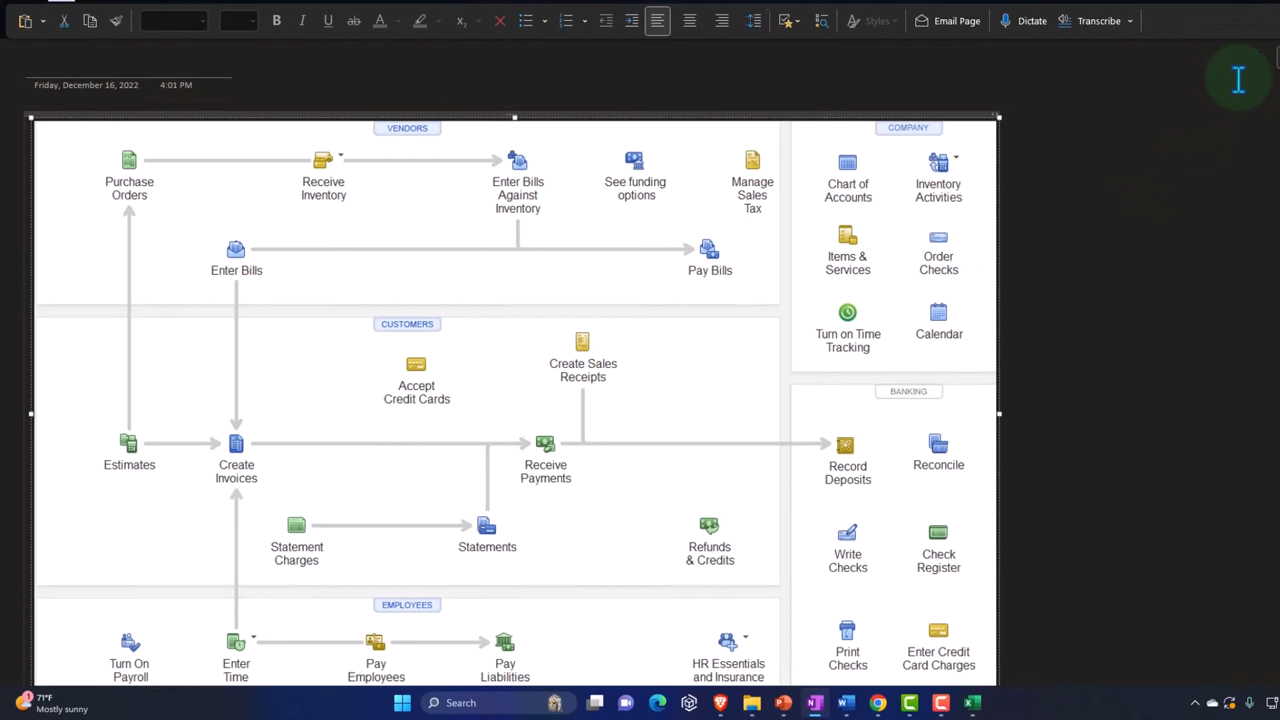 Styles
Email Page
Dictate
Transcribe
Friday, December 16, 2022
4:01 PM
VENDORS
Purchase
Orders
Receive
Inventory
Enter Bills
Against
Inventory
See funding
options
Manage
Sales
Tax
Enter Bills
Pay Bills
CUSTOMERS
Accept
Credit Cards
Create Sales
Receipts
Estimates
Create
Invoices
Receive
Payments
Statement
Charges
Statements
Refunds
& Credits
EMPLOYEES
Turn On
Payroll
Enter
Time
Pay
Employees
Pay
Liabilities
HR Essentials
and Insurance
COMPANY
Chart of
Accounts
Inventory
Activities
Items &
Services
Order
Checks
Turn on Time
Tracking
Calendar
BANKING
Record
Deposits
Reconcile
Write
Checks
Check
Register
Print
Checks
Enter Credit
Card Charges
71°F
Mostly sunny
Search